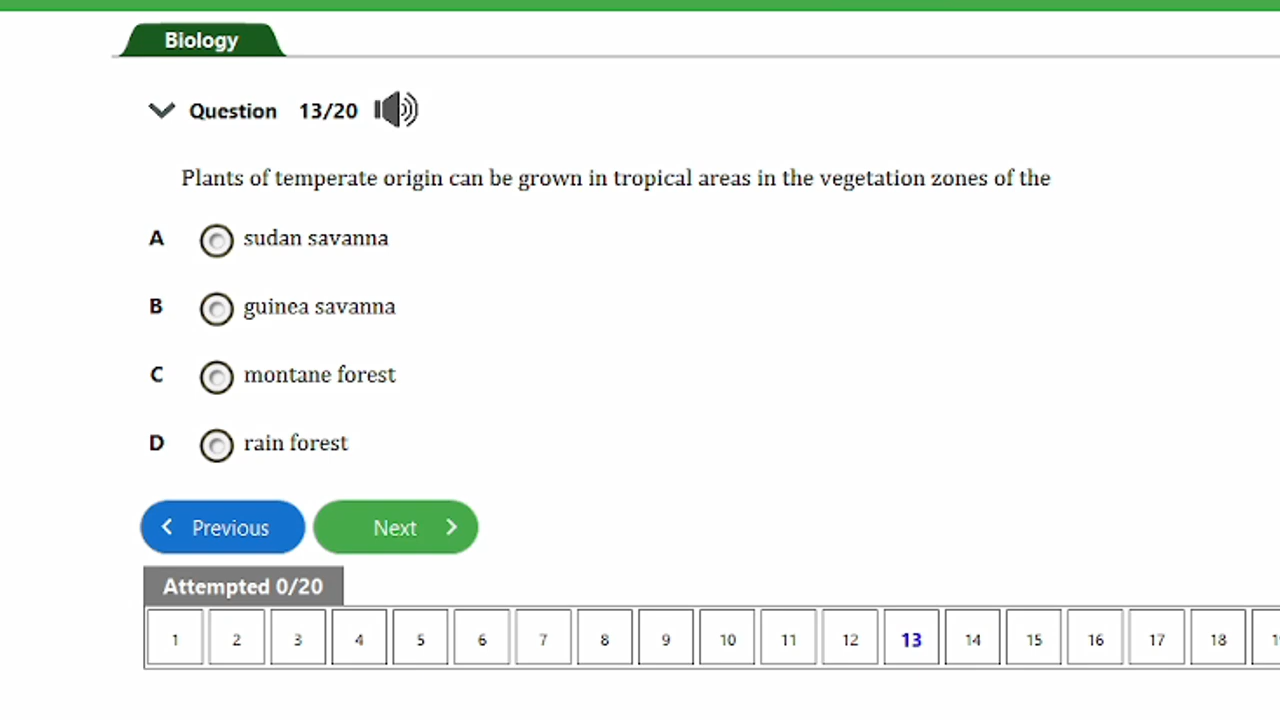 Biology
Question 13/20
Plants of temperate origin can be grown in tropical areas in the vegetation zones of the
A sudan savanna
B guinea savanna
C montane forest
D rain forest
Previous Next
Attempted 0/20
1 2 3 4 5 6 7 8 9 10 11 12 13 14 15 16 17 18